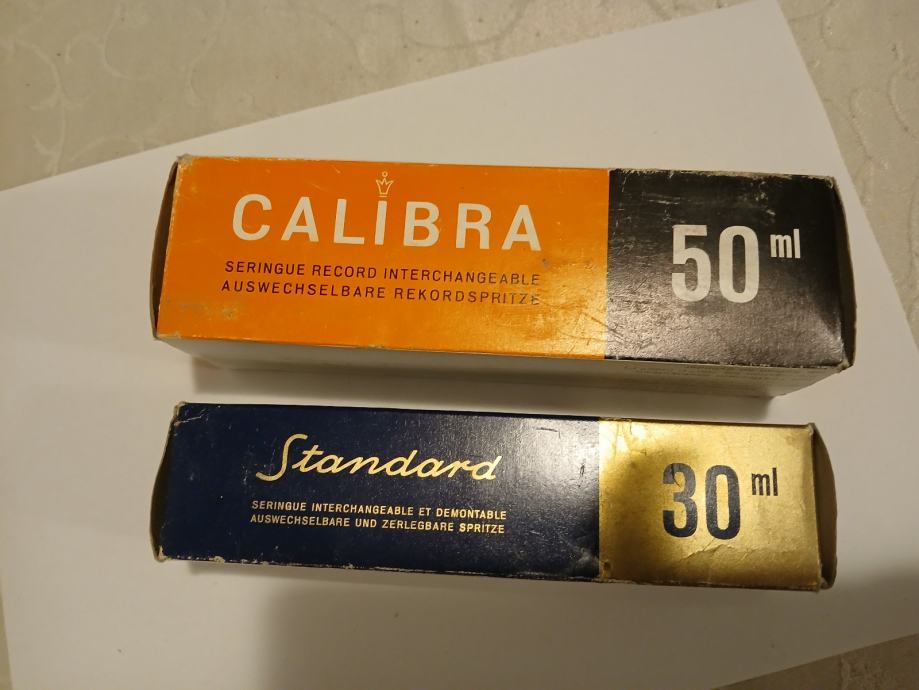 CALIBRA
SERINGUE RECORD INTERCHANGEABLE
AUSWECHSELBARE REKORDSPRITZE
50 ml
Standard
SERINGUE INTERCHANGEABLE ET DEMONTABLE
AUSWECHSELBARE UND ZERLEGBARE SPRITZE
30 ml